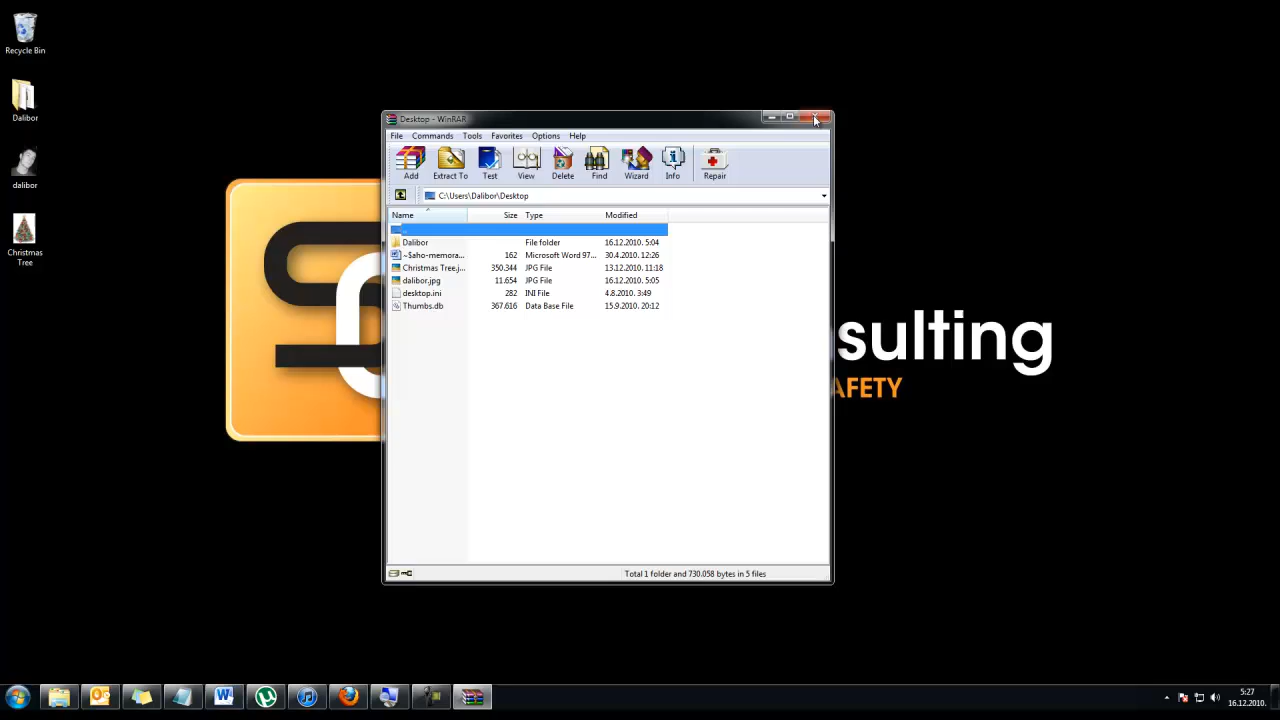 Recycle Bin
Dalibor
dalibor
Christmas
Tree
Desktop - WinRAR
File Commands Tools Favorites Options Help
Add Extract To Test View Delete Find Wizard Info Repair
C:\Users\Dalibor\Desktop
Name Size Type Modified
..
Dalibor File folder 16.12.2010. 5:04
~$aho-memora... 162 Microsoft Word 97... 30.4.2010. 12:26
Christmas Tree.j... 350.344 JPG File 13.12.2010. 11:18
dalibor.jpg 11.654 JPG File 16.12.2010. 5:05
desktop.ini 282 INI File 4.8.2010. 3:49
Thumbs.db 367.616 Data Base File 15.9.2010. 20:12
Total 1 folder and 730.058 bytes in 5 files
sulting
AFETY
5:27
16.12.2010.